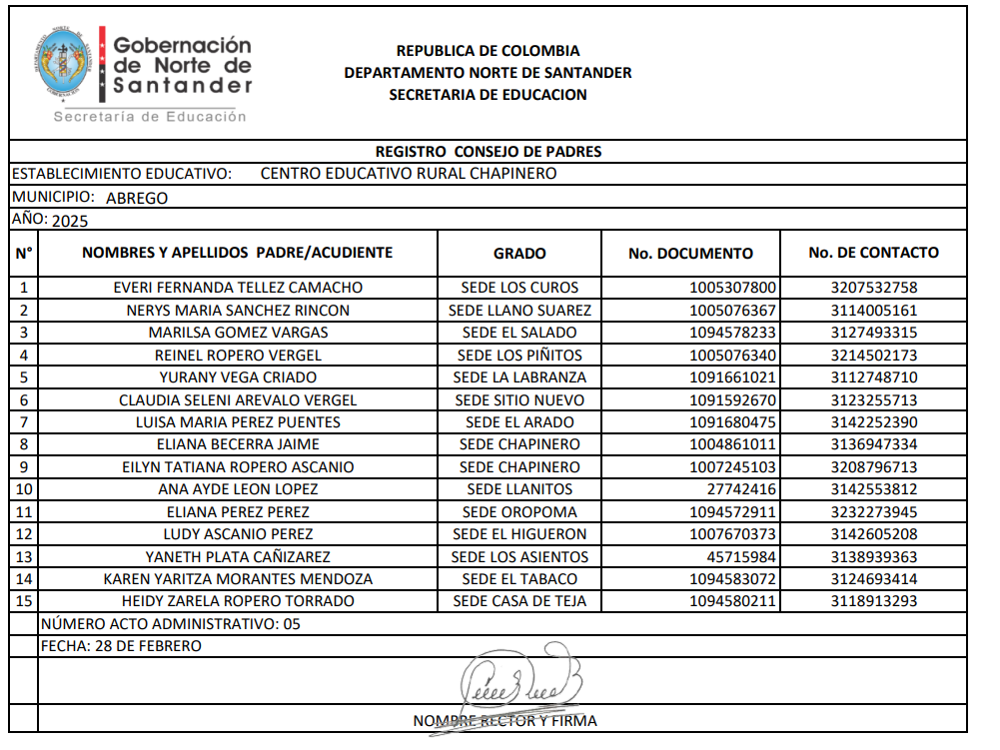 Gobernación
de Norte de
Santander
Secretaría de Educación
REPUBLICA DE COLOMBIA
DEPARTAMENTO NORTE DE SANTANDER
SECRETARIA DE EDUCACION
REGISTRO CONSEJO DE PADRES
ESTABLECIMIENTO EDUCATIVO: CENTRO EDUCATIVO RURAL CHAPINERO
MUNICIPIO: ABREGO
AÑO: 2025
N° NOMBRES Y APELLIDOS PADRE/ACUDIENTE GRADO No. DOCUMENTO No. DE CONTACTO
1 EVERI FERNANDA TELLEZ CAMACHO SEDE LOS CUROS 1005307800 3207532758
2 NERYS MARIA SANCHEZ RINCON SEDE LLANO SUAREZ 1005076367 3114005161
3 MARILSA GOMEZ VARGAS SEDE EL SALADO 1094578233 3127493315
4 REINEL ROPERO VERGEL SEDE LOS PIÑITOS 1005076340 3214502173
5 YURANY VEGA CRIADO SEDE LA LABRANZA 1091661021 3112748710
6 CLAUDIA SELENI AREVALO VERGEL SEDE SITIO NUEVO 1091592670 3123255713
7 LUISA MARIA PEREZ PUENTES SEDE EL ARADO 1091680475 3142252390
8 ELIANA BECERRA JAIME SEDE CHAPINERO 1004861011 3136947334
9 EILYN TATIANA ROPERO ASCANIO SEDE CHAPINERO 1007245103 3208796713
10 ANA AYDE LEON LOPEZ SEDE LLANITOS 27742416 3142553812
11 ELIANA PEREZ PEREZ SEDE OROPOMA 1094572911 3232273945
12 LUDY ASCANIO PEREZ SEDE EL HIGUERON 1007670373 3142605208
13 YANETH PLATA CAÑIZAREZ SEDE LOS ASIENTOS 45715984 3138939363
14 KAREN YARITZA MORANTES MENDOZA SEDE EL TABACO 1094583072 3124693414
15 HEIDY ZARELA ROPERO TORRADO SEDE CASA DE TEJA 1094580211 3118913293
NÚMERO ACTO ADMINISTRATIVO: 05
FECHA: 28 DE FEBRERO
NOMBRE RECTOR Y FIRMA